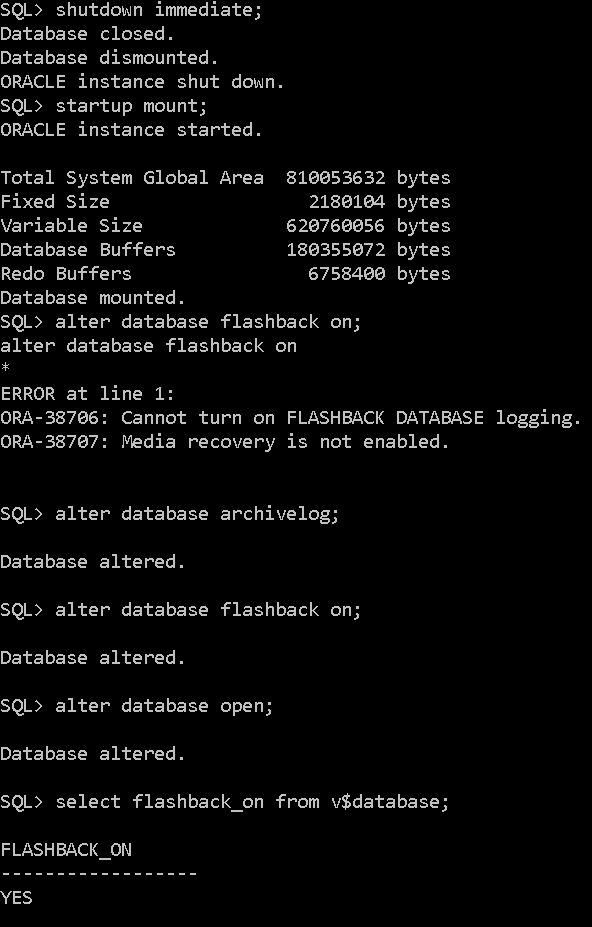 SQL> shutdown immediate;
Database closed.
Database dismounted.
ORACLE instance shut down.
SQL> startup mount;
ORACLE instance started.
Total System Global Area  810053632 bytes
Fixed Size                  2180104 bytes
Variable Size             620760056 bytes
Database Buffers          180355072 bytes
Redo Buffers                6758400 bytes
Database mounted.
SQL> alter database flashback on;
alter database flashback on
*
ERROR at line 1:
ORA-38706: Cannot turn on FLASHBACK DATABASE logging.
ORA-38707: Media recovery is not enabled.
SQL> alter database archivelog;
Database altered.
SQL> alter database flashback on;
Database altered.
SQL> alter database open;
Database altered.
SQL> select flashback_on from v$database;
FLASHBACK_ON
------------------
YES